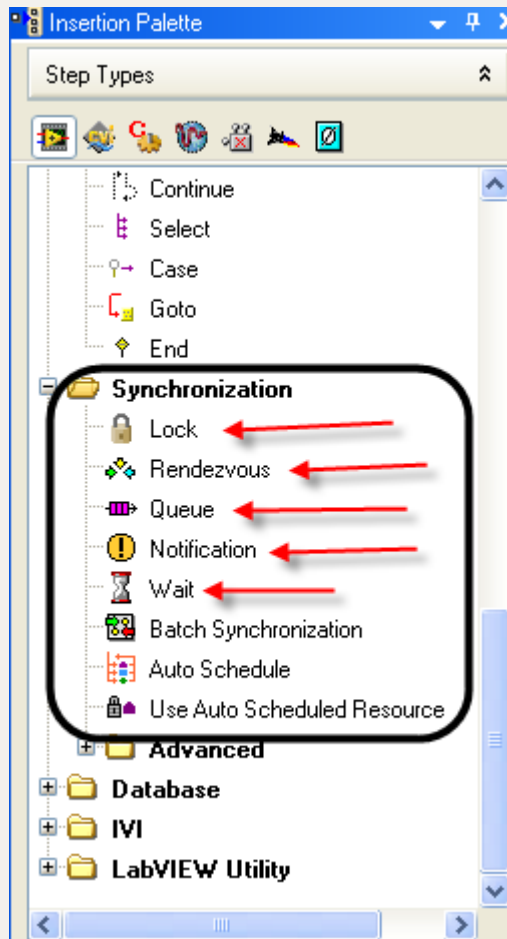 Insertion Palette
Step Types
Continue
Select
Case
Goto
End
Synchronization
Lock
Rendezvous
Queue
Notification
Wait
Batch Synchronization
Auto Schedule
Use Auto Scheduled Resource
Advanced
Database
IVI
LabVIEW Utility